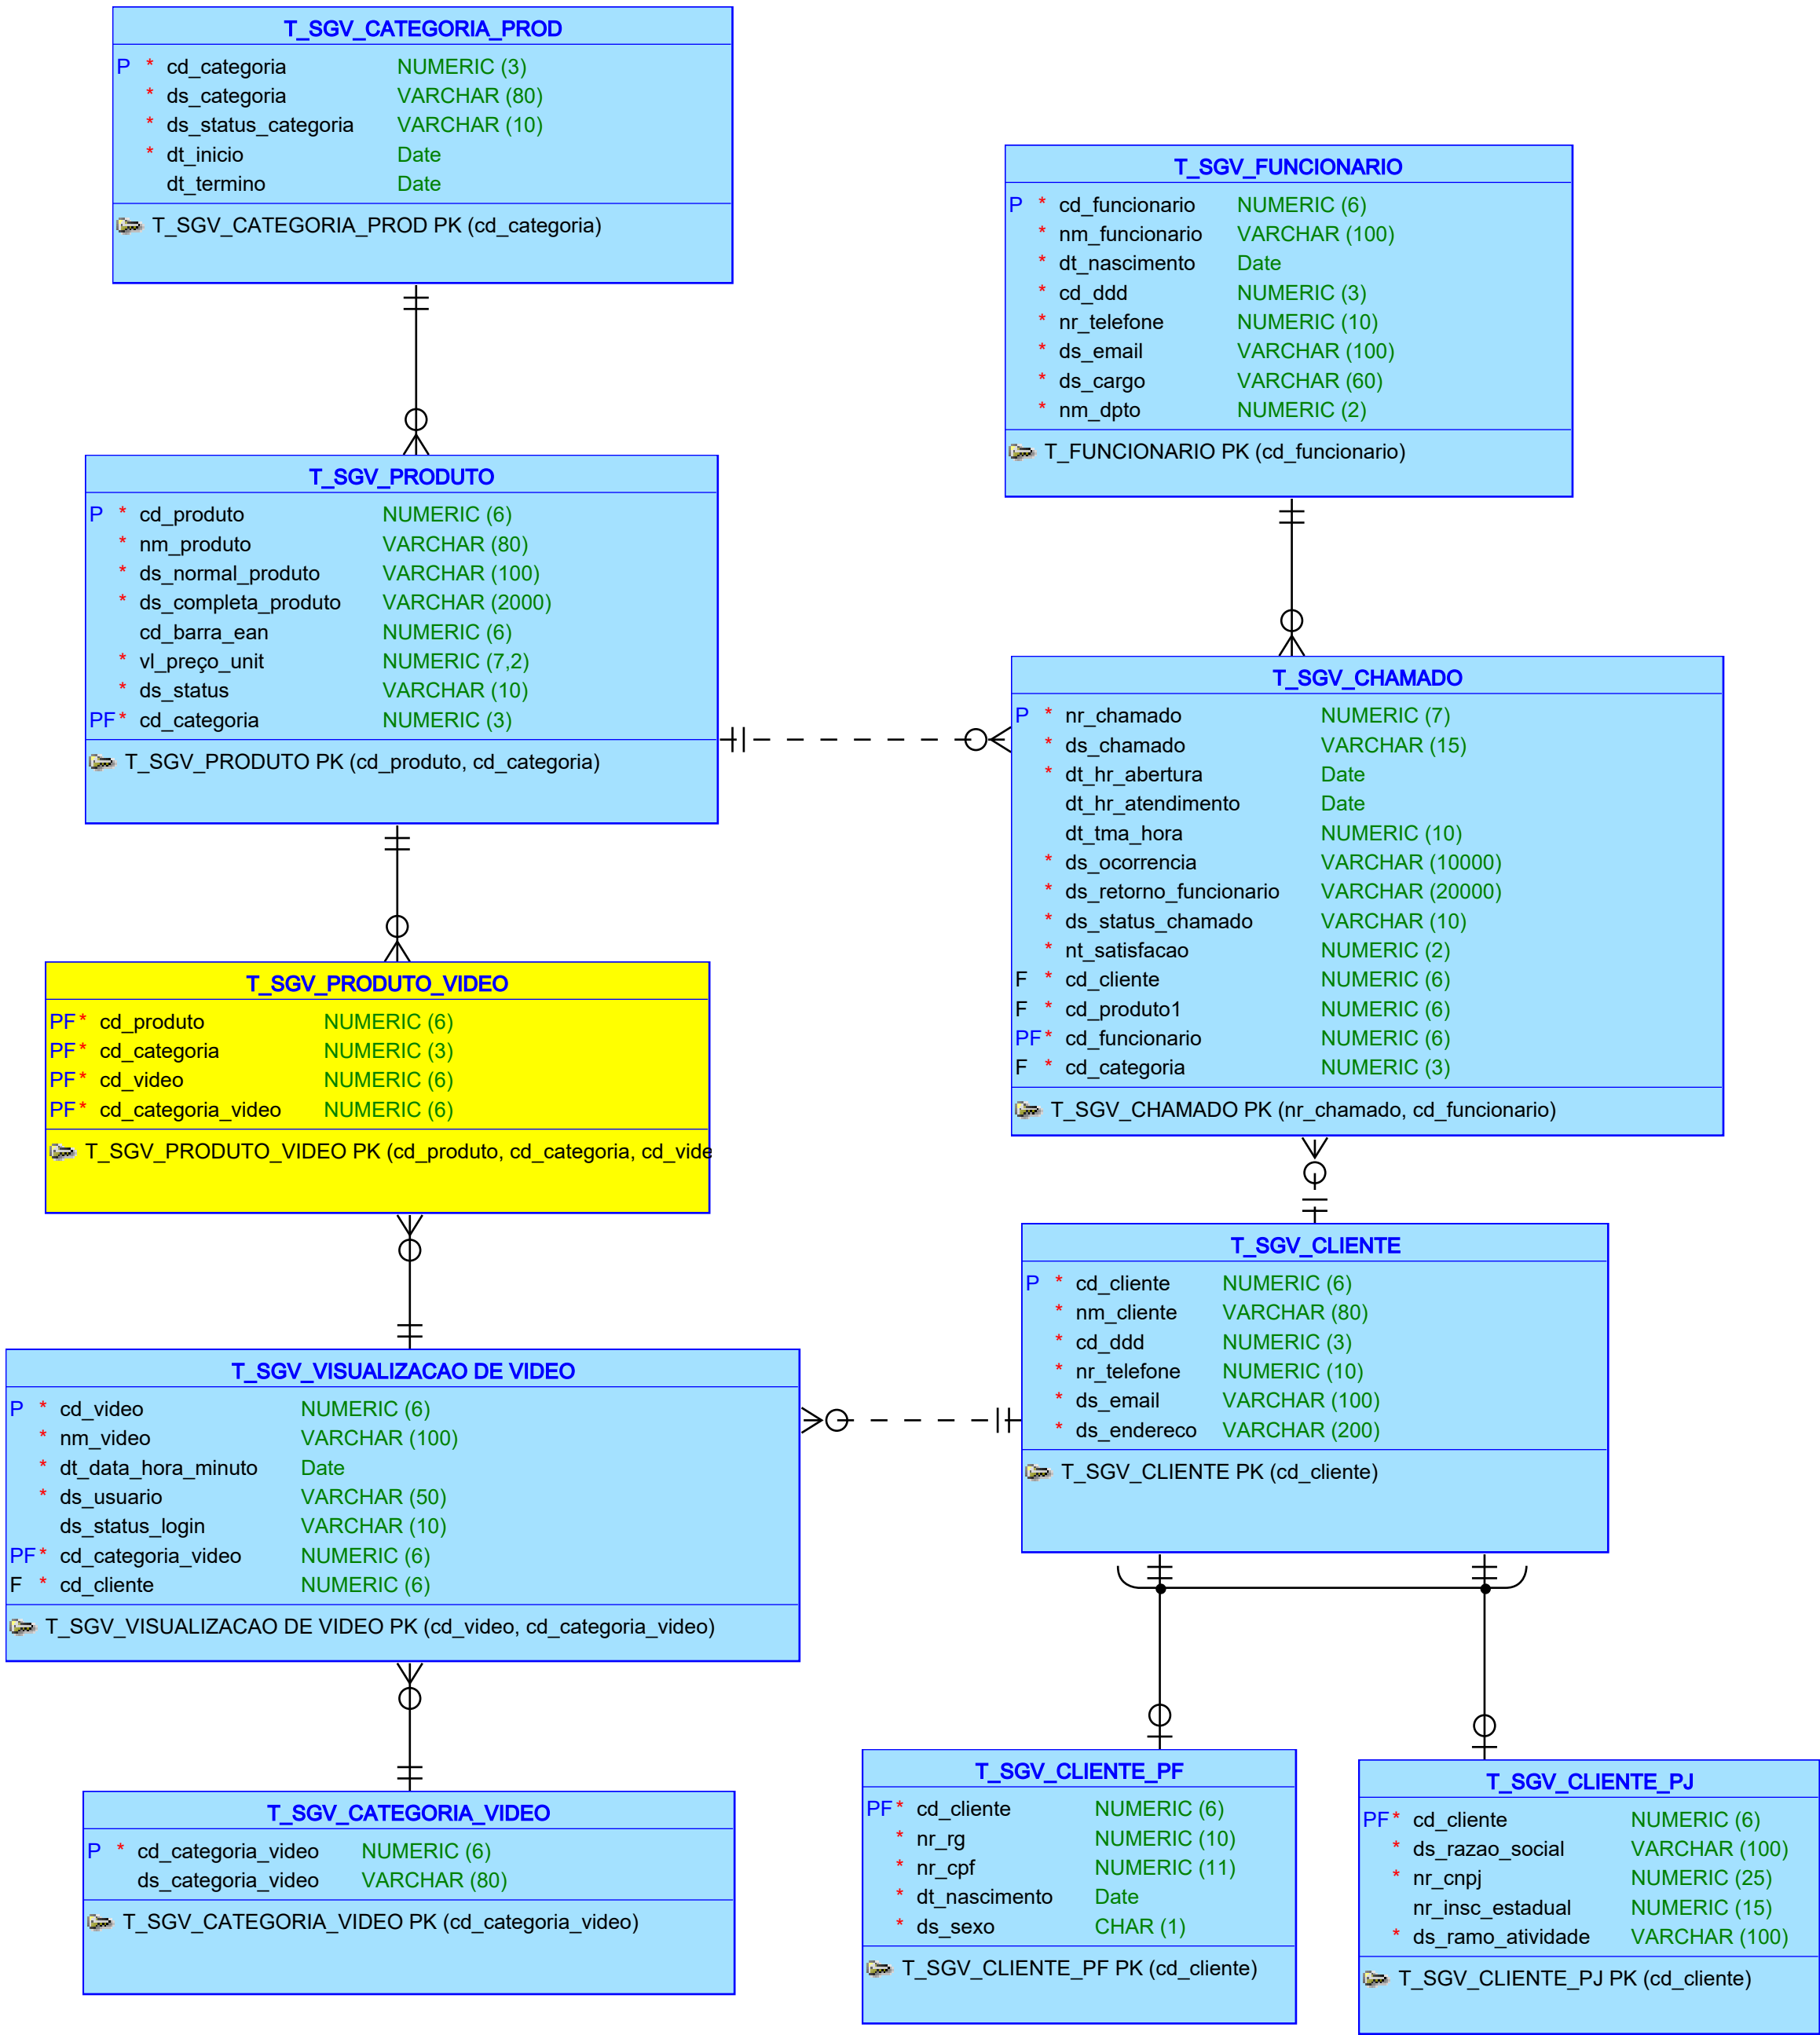 T_SGV_CATEGORIA_PROD
P * cd_categoria NUMERIC (3)
* ds_categoria VARCHAR (80)
* ds_status_categoria VARCHAR (10)
* dt_inicio Date
dt_termino Date
T_SGV_CATEGORIA_PROD PK (cd_categoria)
T_SGV_FUNCIONARIO
P * cd_funcionario NUMERIC (6)
* nm_funcionario VARCHAR (100)
* dt_nascimento Date
* cd_ddd NUMERIC (3)
* nr_telefone NUMERIC (10)
* ds_email VARCHAR (100)
* ds_cargo VARCHAR (60)
* nm_dpto NUMERIC (2)
T_FUNCIONARIO PK (cd_funcionario)
T_SGV_PRODUTO
P * cd_produto NUMERIC (6)
* nm_produto VARCHAR (80)
* ds_normal_produto VARCHAR (100)
* ds_completa_produto VARCHAR (2000)
cd_barra_ean NUMERIC (6)
* vl_preço_unit NUMERIC (7,2)
* ds_status VARCHAR (10)
PF* cd_categoria NUMERIC (3)
T_SGV_PRODUTO PK (cd_produto, cd_categoria)
T_SGV_CHAMADO
P * nr_chamado NUMERIC (7)
* ds_chamado VARCHAR (15)
* dt_hr_abertura Date
dt_hr_atendimento Date
dt_tma_hora NUMERIC (10)
* ds_ocorrencia VARCHAR (10000)
* ds_retorno_funcionario VARCHAR (20000)
* ds_status_chamado VARCHAR (10)
* nt_satisfacao NUMERIC (2)
F * cd_cliente NUMERIC (6)
F * cd_produto1 NUMERIC (6)
PF* cd_funcionario NUMERIC (6)
F * cd_categoria NUMERIC (3)
T_SGV_CHAMADO PK (nr_chamado, cd_funcionario)
T_SGV_PRODUTO_VIDEO
PF* cd_produto NUMERIC (6)
PF* cd_categoria NUMERIC (3)
PF* cd_video NUMERIC (6)
PF* cd_categoria_video NUMERIC (6)
T_SGV_PRODUTO_VIDEO PK (cd_produto, cd_categoria, cd_vide
T_SGV_CLIENTE
P * cd_cliente NUMERIC (6)
* nm_cliente VARCHAR (80)
* cd_ddd NUMERIC (3)
* nr_telefone NUMERIC (10)
* ds_email VARCHAR (100)
* ds_endereco VARCHAR (200)
T_SGV_CLIENTE PK (cd_cliente)
T_SGV_VISUALIZACAO DE VIDEO
P * cd_video NUMERIC (6)
* nm_video VARCHAR (100)
* dt_data_hora_minuto Date
* ds_usuario VARCHAR (50)
ds_status_login VARCHAR (10)
PF* cd_categoria_video NUMERIC (6)
F * cd_cliente NUMERIC (6)
T_SGV_VISUALIZACAO DE VIDEO PK (cd_video, cd_categoria_video)
T_SGV_CATEGORIA_VIDEO
P * cd_categoria_video NUMERIC (6)
ds_categoria_video VARCHAR (80)
T_SGV_CATEGORIA_VIDEO PK (cd_categoria_video)
T_SGV_CLIENTE_PF
PF* cd_cliente NUMERIC (6)
* nr_rg NUMERIC (10)
* nr_cpf NUMERIC (11)
* dt_nascimento Date
* ds_sexo CHAR (1)
T_SGV_CLIENTE_PF PK (cd_cliente)
T_SGV_CLIENTE_PJ
PF* cd_cliente NUMERIC (6)
* ds_razao_social VARCHAR (100)
* nr_cnpj NUMERIC (25)
nr_insc_estadual NUMERIC (15)
* ds_ramo_atividade VARCHAR (100)
T_SGV_CLIENTE_PJ PK (cd_cliente)